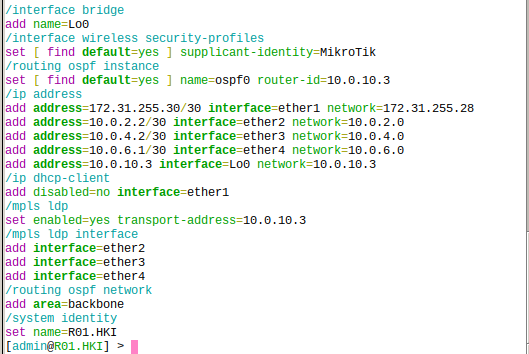 /interface bridge
add name=Lo0
/interface wireless security-profiles
set [ find default=yes ] supplicant-identity=MikroTik
/routing ospf instance
set [ find default=yes ] name=ospf0 router-id=10.0.10.3
/ip address
add address=172.31.255.30/30 interface=ether1 network=172.31.255.28
add address=10.0.2.2/30 interface=ether2 network=10.0.2.0
add address=10.0.4.2/30 interface=ether3 network=10.0.4.0
add address=10.0.6.1/30 interface=ether4 network=10.0.6.0
add address=10.0.10.3 interface=Lo0 network=10.0.10.3
/ip dhcp-client
add disabled=no interface=ether1
/mpls ldp
set enabled=yes transport-address=10.0.10.3
/mpls ldp interface
add interface=ether2
add interface=ether3
add interface=ether4
/routing ospf network
add area=backbone
/system identity
set name=R01.HKI
[admin@R01.HKI] >